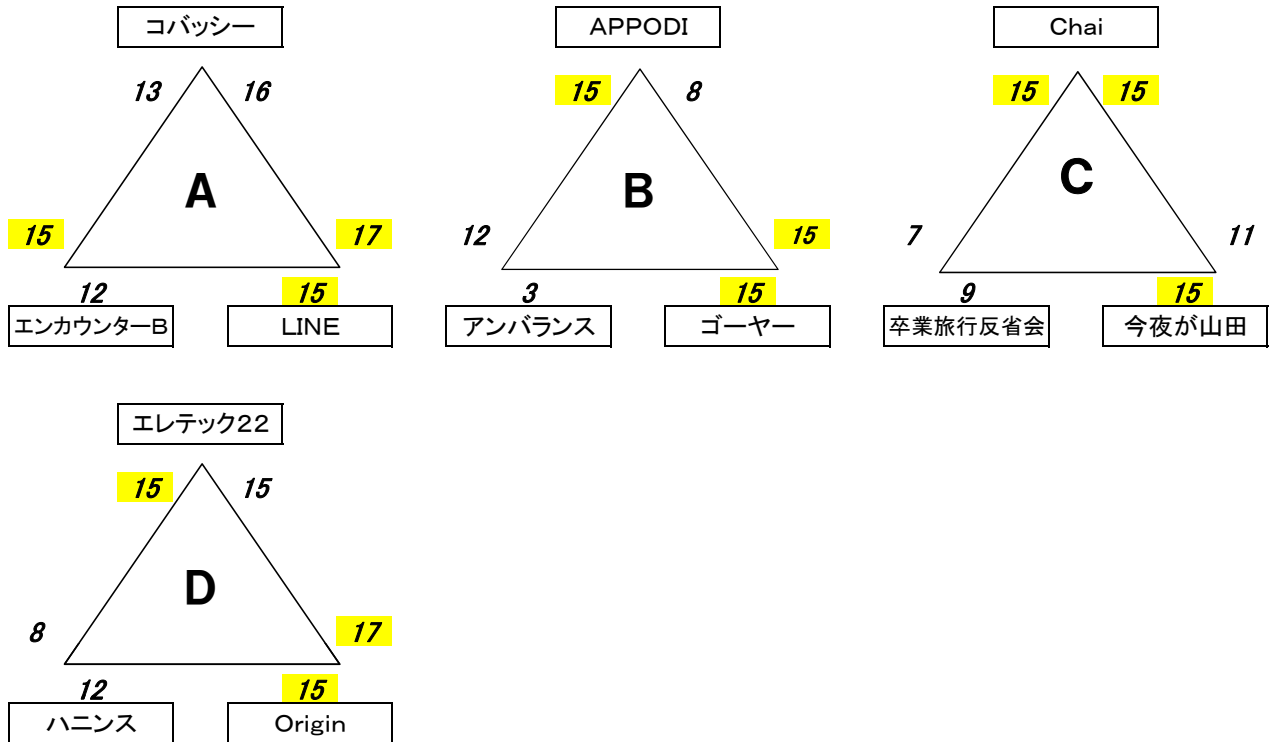 コバッシー APPODI Chai
13 16 15 8 15 15
A B C
15 17 12 15 7 11
12 15 3 15 9 15
エンカウンターB LINE アンバランス ゴーヤー 卒業旅行反省会 今夜が山田
エレテック22
15 15
D
8 17
12 15
ハニンス Origin